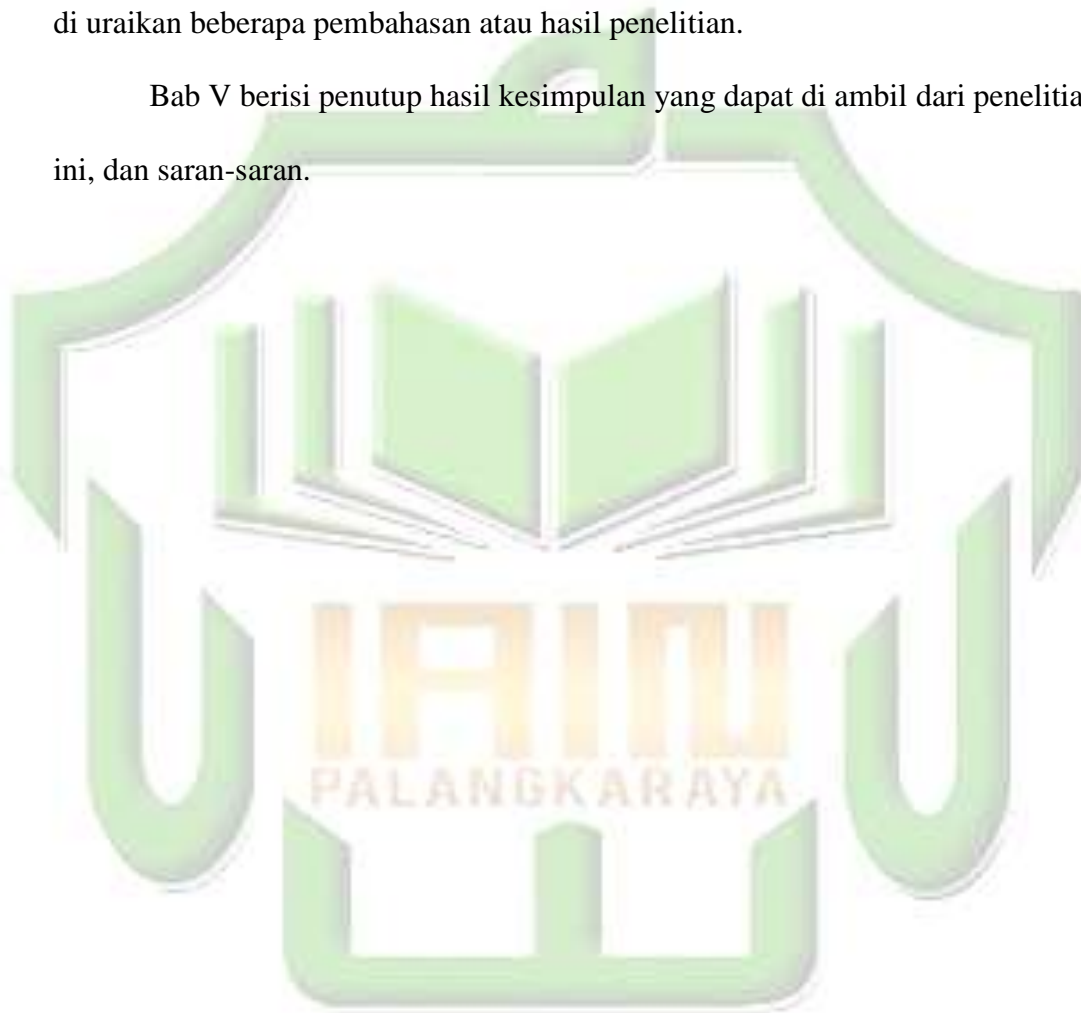 di uraikan beberapa pembahasan atau hasil penelitian.
Bab V berisi penutup hasil kesimpulan yang dapat di ambil dari penelitia
ini, dan saran-saran.
IAIN
PALANGKARAYA